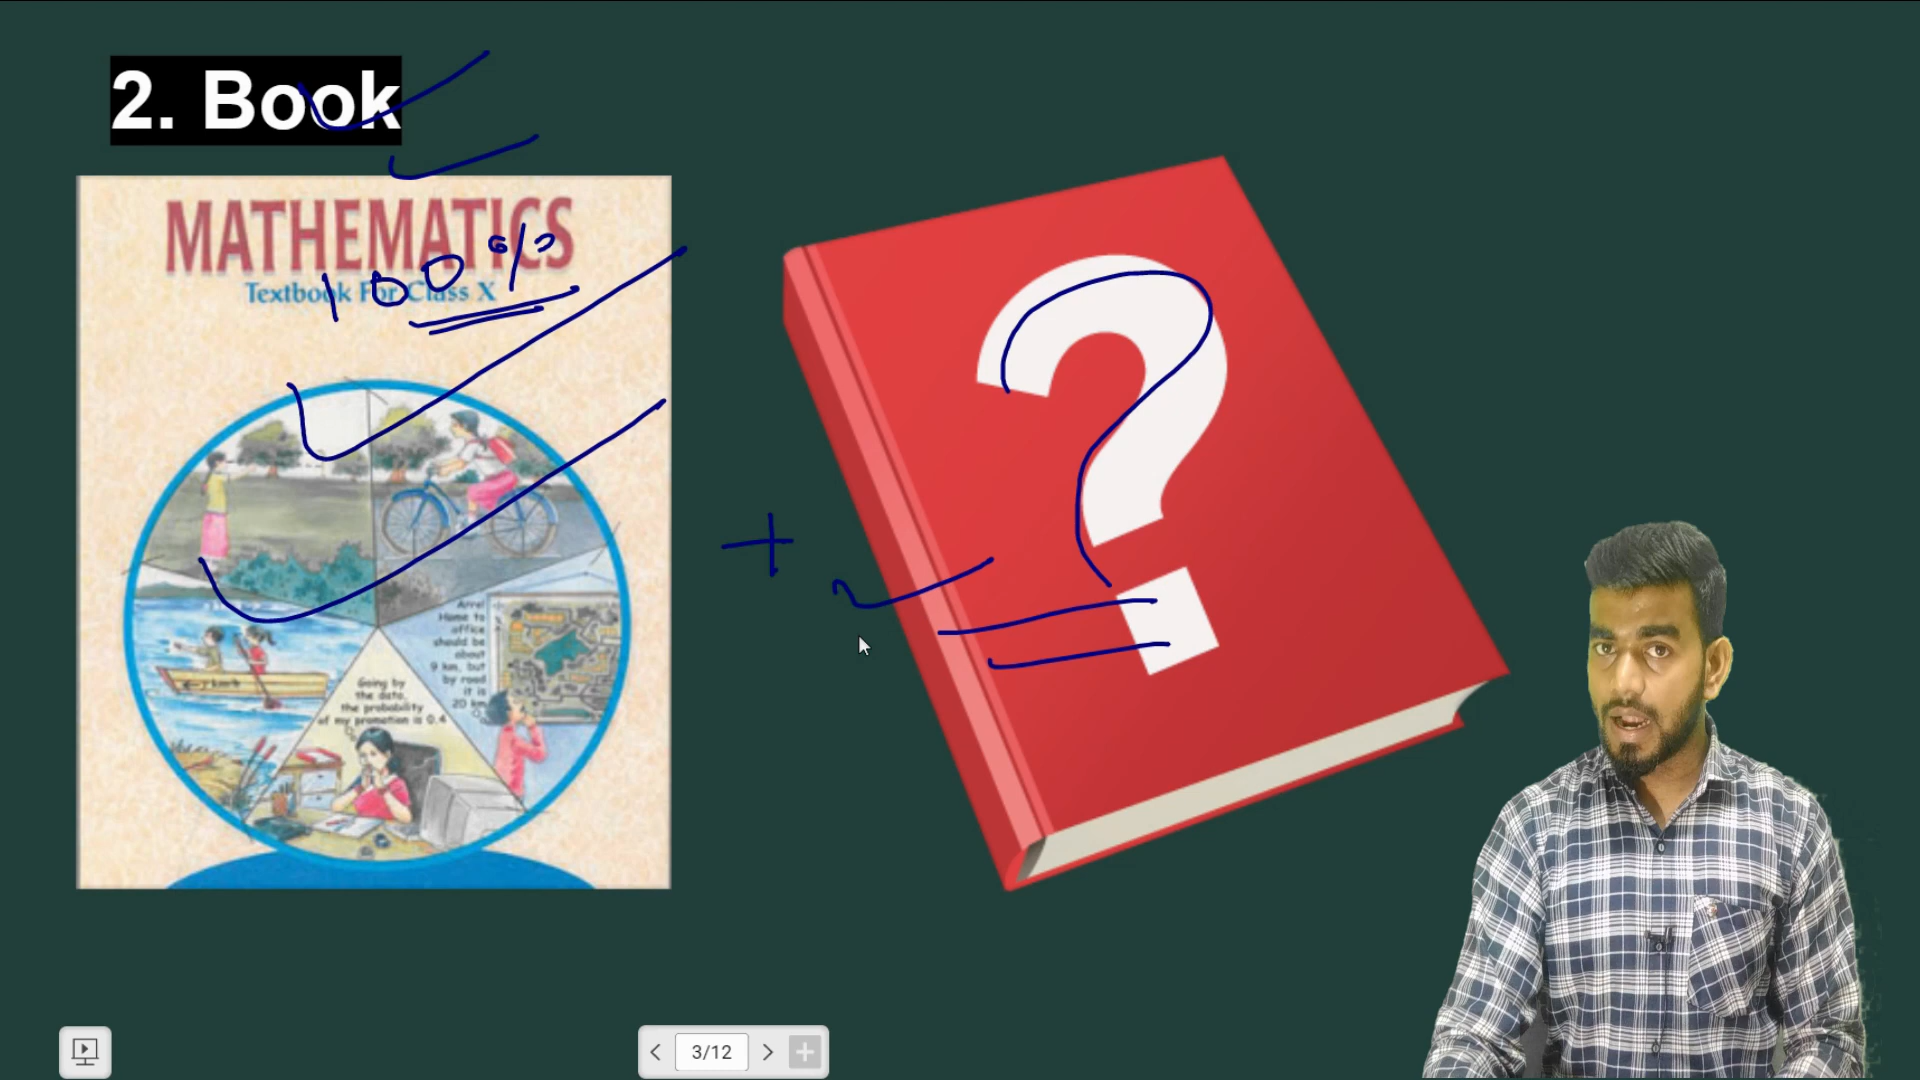 2. Book
MATHEMATICS
Textbook For Class X
100%
Arrel
Home to
office
should be
about
9 km, but
by road
it is
20 km
Going by
the data,
the probability
of my promotion is 0.4
+
?
3/12